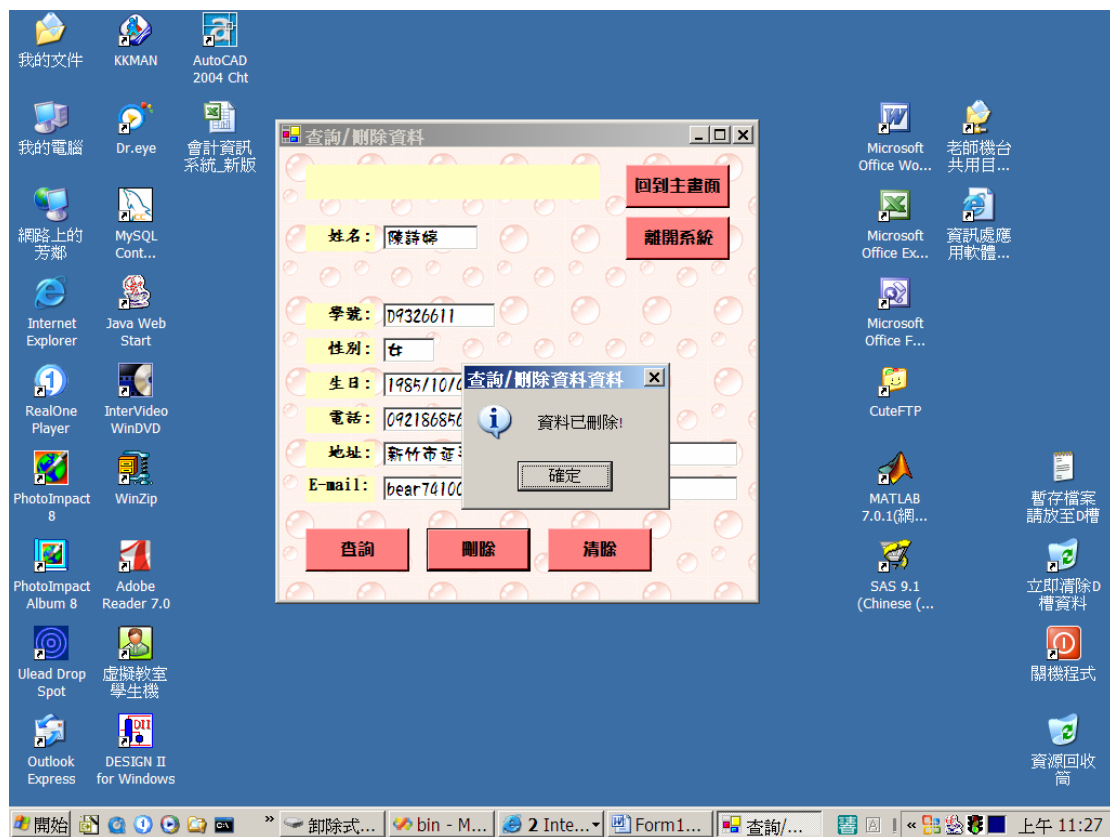 我的文件
KKMAN
AutoCAD
2004 Cht
我的電腦
Dr.eye
會計資訊
系統_新版
網路上的
芳鄰
MySQL
Cont...
Internet
Explorer
Java Web
Start
RealOne
Player
InterVideo
WinDVD
PhotoImpact
8
WinZip
PhotoImpact
Album 8
Adobe
Reader 7.0
Ulead Drop
Spot
虛擬教室
學生機
Outlook
Express
DESIGN II
for Windows
查詢/刪除資料
回到主畫面
離開系統
姓名: 陳詩婷
學號: D9326611
性別: 女
生日: 1985/10/
電話: 092186856
地址: 新竹市延
E-mail: bear74100
查詢/刪除資料資料
資料已刪除!
確定
查詢
刪除
清除
Microsoft
Office Wo...
老師機台
共用目...
Microsoft
Office Ex...
資訊處應
用軟體...
Microsoft
Office F...
CuteFTP
MATLAB
7.0.1(網...
暫存檔案
請放至D槽
SAS 9.1
(Chinese (...
立即清除D
槽資料
關機程式
資源回收
筒
開始
卸除式...
bin - M...
2 Inte...
Form1...
查詢/...
上午 11:27